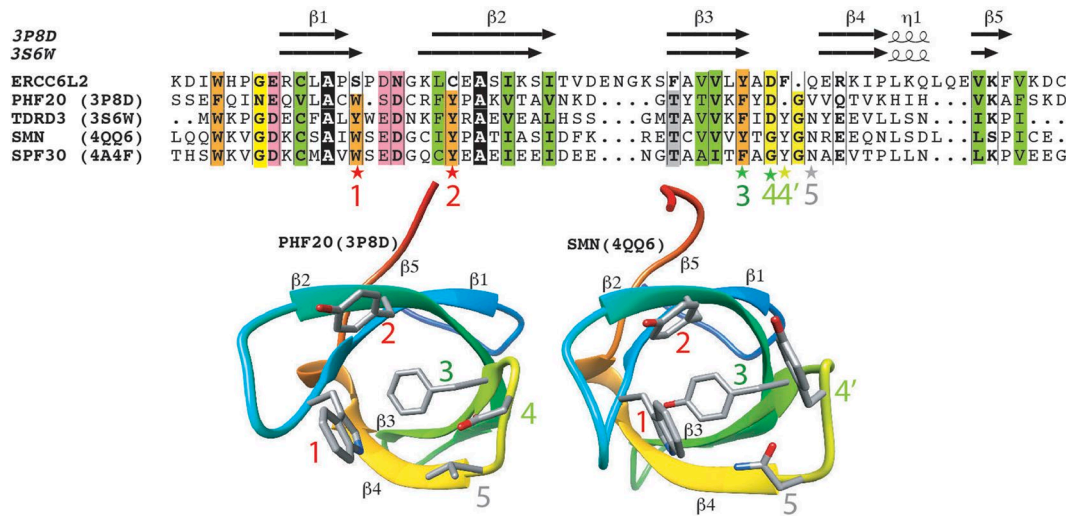 β1 β2 β3 β4 η1 β5
3P8D
3S6W
ERCC6L2 KDIWHPGERCLAPSPDNGKLCEASIKSITVDENGKSFAVVLYADF.QERKIPLKQLQEVKPVKDC
PHF20 (3P8D) SSEFQINEQVLACW.SDCRFYPAKVTAVNKD...GTYTVKFYD.GVVQTVKHIH...VKAFSKD
TDRD3 (3S6W) ..MWKPGDECFALYWEDNKFYRAEVEALHSS...GMTAVVKFIDYGNYEEVLLSNI...IKPI
SMN (4QQ6) LQQWKVGDKCSAIWSEDGCIYPATIASIDFK...RETCVVVYTGYGNREEQNLSDL...LSPICE
SPF30 (4A4F) THSWKVGDKCMAVWSEDGQCYEAEIEEIDEE...NGTAAITFAGYGNAEVTPLLNL...LKPVEEG
1 2 3 4 4' 5
PHF20(3P8D) SMN(4QQ6)
β2 β5 β1 β2 β5 β1
2 2
3 3
4 4'
1 β3 1 β3
β4 5 β4 5